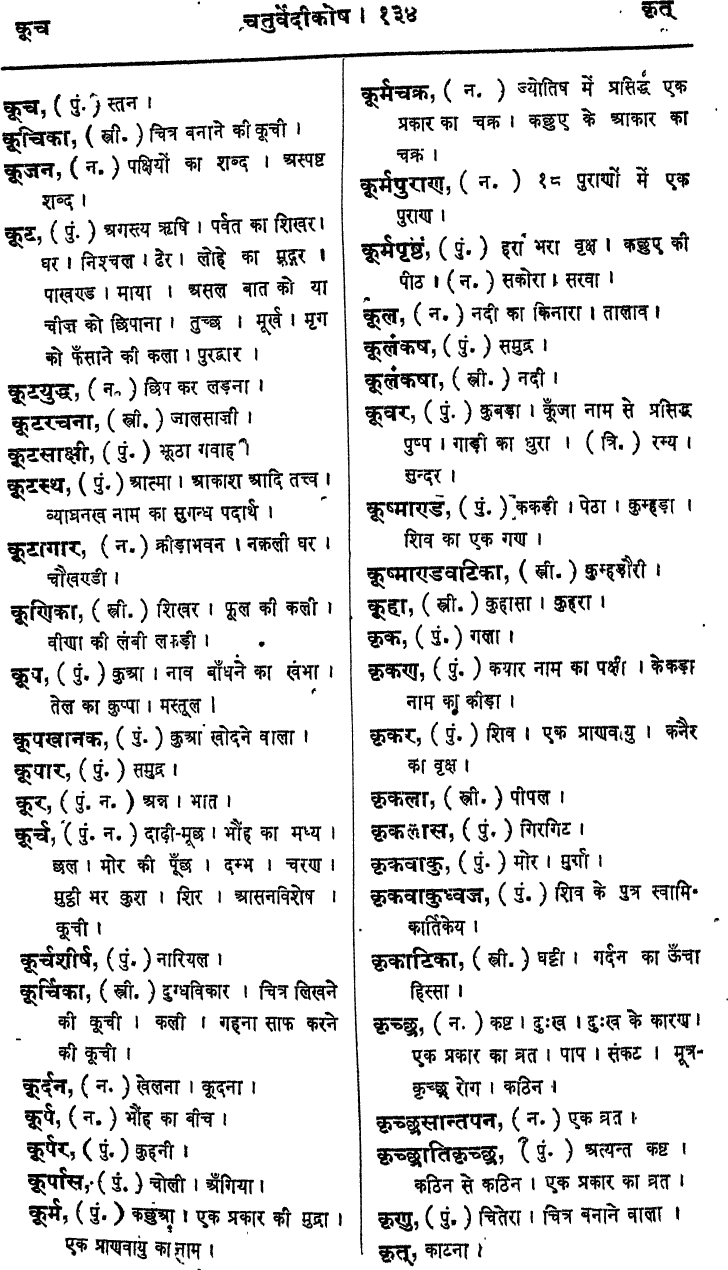 कूच
चतुर्वेदीकोष। १३४
कृत्
कूच, ( पुं. ) स्तन ।
कूचिका, ( स्त्री. ) चित्र बनाने की कूची ।
कूजन, ( न. ) पक्षियों का शब्द । अस्पष्ट
शब्द ।
कूट, ( पुं. ) अगस्त्य ऋषि । पर्वत का शिखर।
घर । निश्चल । ढेर। लोहे का मुद्गर ।
पाखण्ड । माया । असल बात को या
चीज को छिपाना । तुच्छ । मूर्ख । मृग
को फँसाने की कला । पुरद्वार ।
कूटयुद्ध, ( न. ) छिप कर लड़ना ।
कूटरचना, ( स्त्री. ) जालसाजी ।
कूटसाक्षी, ( पुं. ) झूठा गवाह ।
कूटस्थ, ( पुं. ) आत्मा । आकाश आदि तत्त्व ।
व्याघ्रनख नाम का सुगन्ध पदार्थ ।
कूटागार, ( न. ) क्रीड़ाभवन । नक़ली घर ।
चौखण्डी ।
कूणिका, ( स्त्री. ) शिखर । फूल की कली ।
वीणा की लंबी लकड़ी ।
कूप, ( पुं. ) कुआ । नाव बाँधने का खंभा ।
तेल का कुप्पा । मस्तूल ।
कूपखानक, ( पुं. ) कुआ खोदने वाला ।
कूपार, ( पुं. ) समुद्र ।
कूर, ( पुं. न. ) अन्न । भात ।
कूर्च, ( पुं. न. ) दाढ़ी-मूछ । भौंह का मध्य ।
छल । मोर की पूँछ । दम्भ । चरण ।
मुट्ठी भर कुश । शिर । आसनविशेष ।
कूची ।
कूर्चशीर्ष, ( पुं. ) नारियल ।
कूर्चिका, ( स्त्री. ) दुग्धविकार । चित्र लिखने
की कूची । कली । गहना साफ करने
की कूची ।
कूर्दन, ( न. ) खेलना । कूदना ।
कूर्प, ( न. ) भौंह का बीच ।
कूर्पर, ( पुं. ) कुहनी ।
कूर्पास, ( पुं. ) चोली । अँगिया ।
कूर्म, ( पुं. ) कछुआ । एक प्रकार की मुद्रा ।
एक प्राणवायु का नाम ।
कूर्मचक्र, ( न. ) ज्योतिष में प्रसिद्ध एक
प्रकार का चक्र । कछुए के आकार का
चक्र ।
कूर्मपुराण, ( न. ) १८ पुराणों में एक
पुराण ।
कूर्मपृष्ठं, ( पुं. ) हरा भरा वृक्ष । कछुए की
पीठ । ( न. ) सकोरा । सरवा ।
कूल, ( न. ) नदी का किनारा । तालाव ।
कूलंकष, ( पुं. ) समुद्र ।
कूलंकषा, ( स्त्री. ) नदी ।
कूवर, ( पुं. ) कुबड़ा । कूँजा नाम से प्रसिद्ध
पुष्प । गाड़ी का धुरा । ( त्रि. ) रम्य ।
सुन्दर ।
कूष्माण्ड, ( पुं. ) ककड़ी । पेठा । कुम्हड़ा ।
शिव का एक गण ।
कूष्माण्डवाटिका, ( स्त्री. ) कुम्हड़ौरी ।
कूहा, ( स्त्री. ) कुहासा । कुहरा ।
कृक, ( पुं. ) गला ।
कृकण, ( पुं. ) कयार नाम का पक्षी । केकड़ा
नाम का कीड़ा ।
कृकर, ( पुं. ) शिव । एक प्राणवायु । कनैर
का वृक्ष ।
कृकला, ( स्त्री. ) पीपल ।
कृकलास, ( पुं. ) गिरगिट ।
कृकवाकु, ( पुं. ) मोर । मुर्गा ।
कृकवाकुध्वज, ( पुं. ) शिव के पुत्र स्वामि-
कार्तिकेय ।
कृकाटिका, ( स्त्री. ) घट्टी । गर्दन का ऊँचा
हिस्सा ।
कृच्छ्र, ( न. ) कष्ट । दुःख । दुःख के कारण ।
एक प्रकार का व्रत । पाप । संकट । मूत्र-
कृच्छ्र रोग । कठिन ।
कृच्छ्रसान्तपन, ( न. ) एक व्रत ।
कृच्छ्रातिकृच्छ्र, ( पुं. ) अत्यन्त कष्ट ।
कठिन से कठिन । एक प्रकार का व्रत ।
कृणु, ( पुं. ) चितेरा । चित्र बनाने वाला ।
कृत्, काटना ।